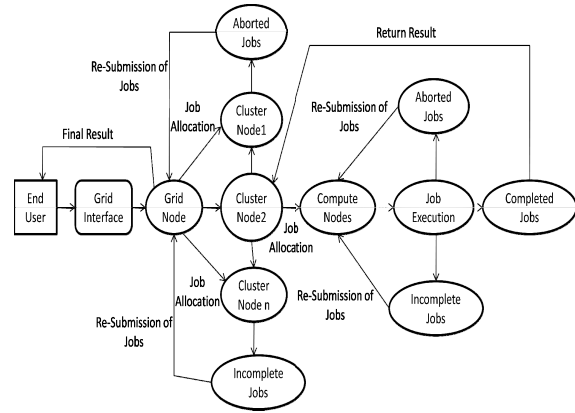 Aborted
Jobs
Return Result
Re-Submission of
Jobs
Job
Allocation
Cluster
Node1
Re-Submission of
Jobs
Aborted
Jobs
Final Result
End
User
Grid
Interface
Grid
Node
Cluster
Node2
Job
Allocation
Compute
Nodes
Job
Execution
Completed
Jobs
Job
Allocation
Cluster
Node n
Re-Submission of
Jobs
Re-Submission of
Jobs
Incomplete
Jobs
Incomplete
Jobs